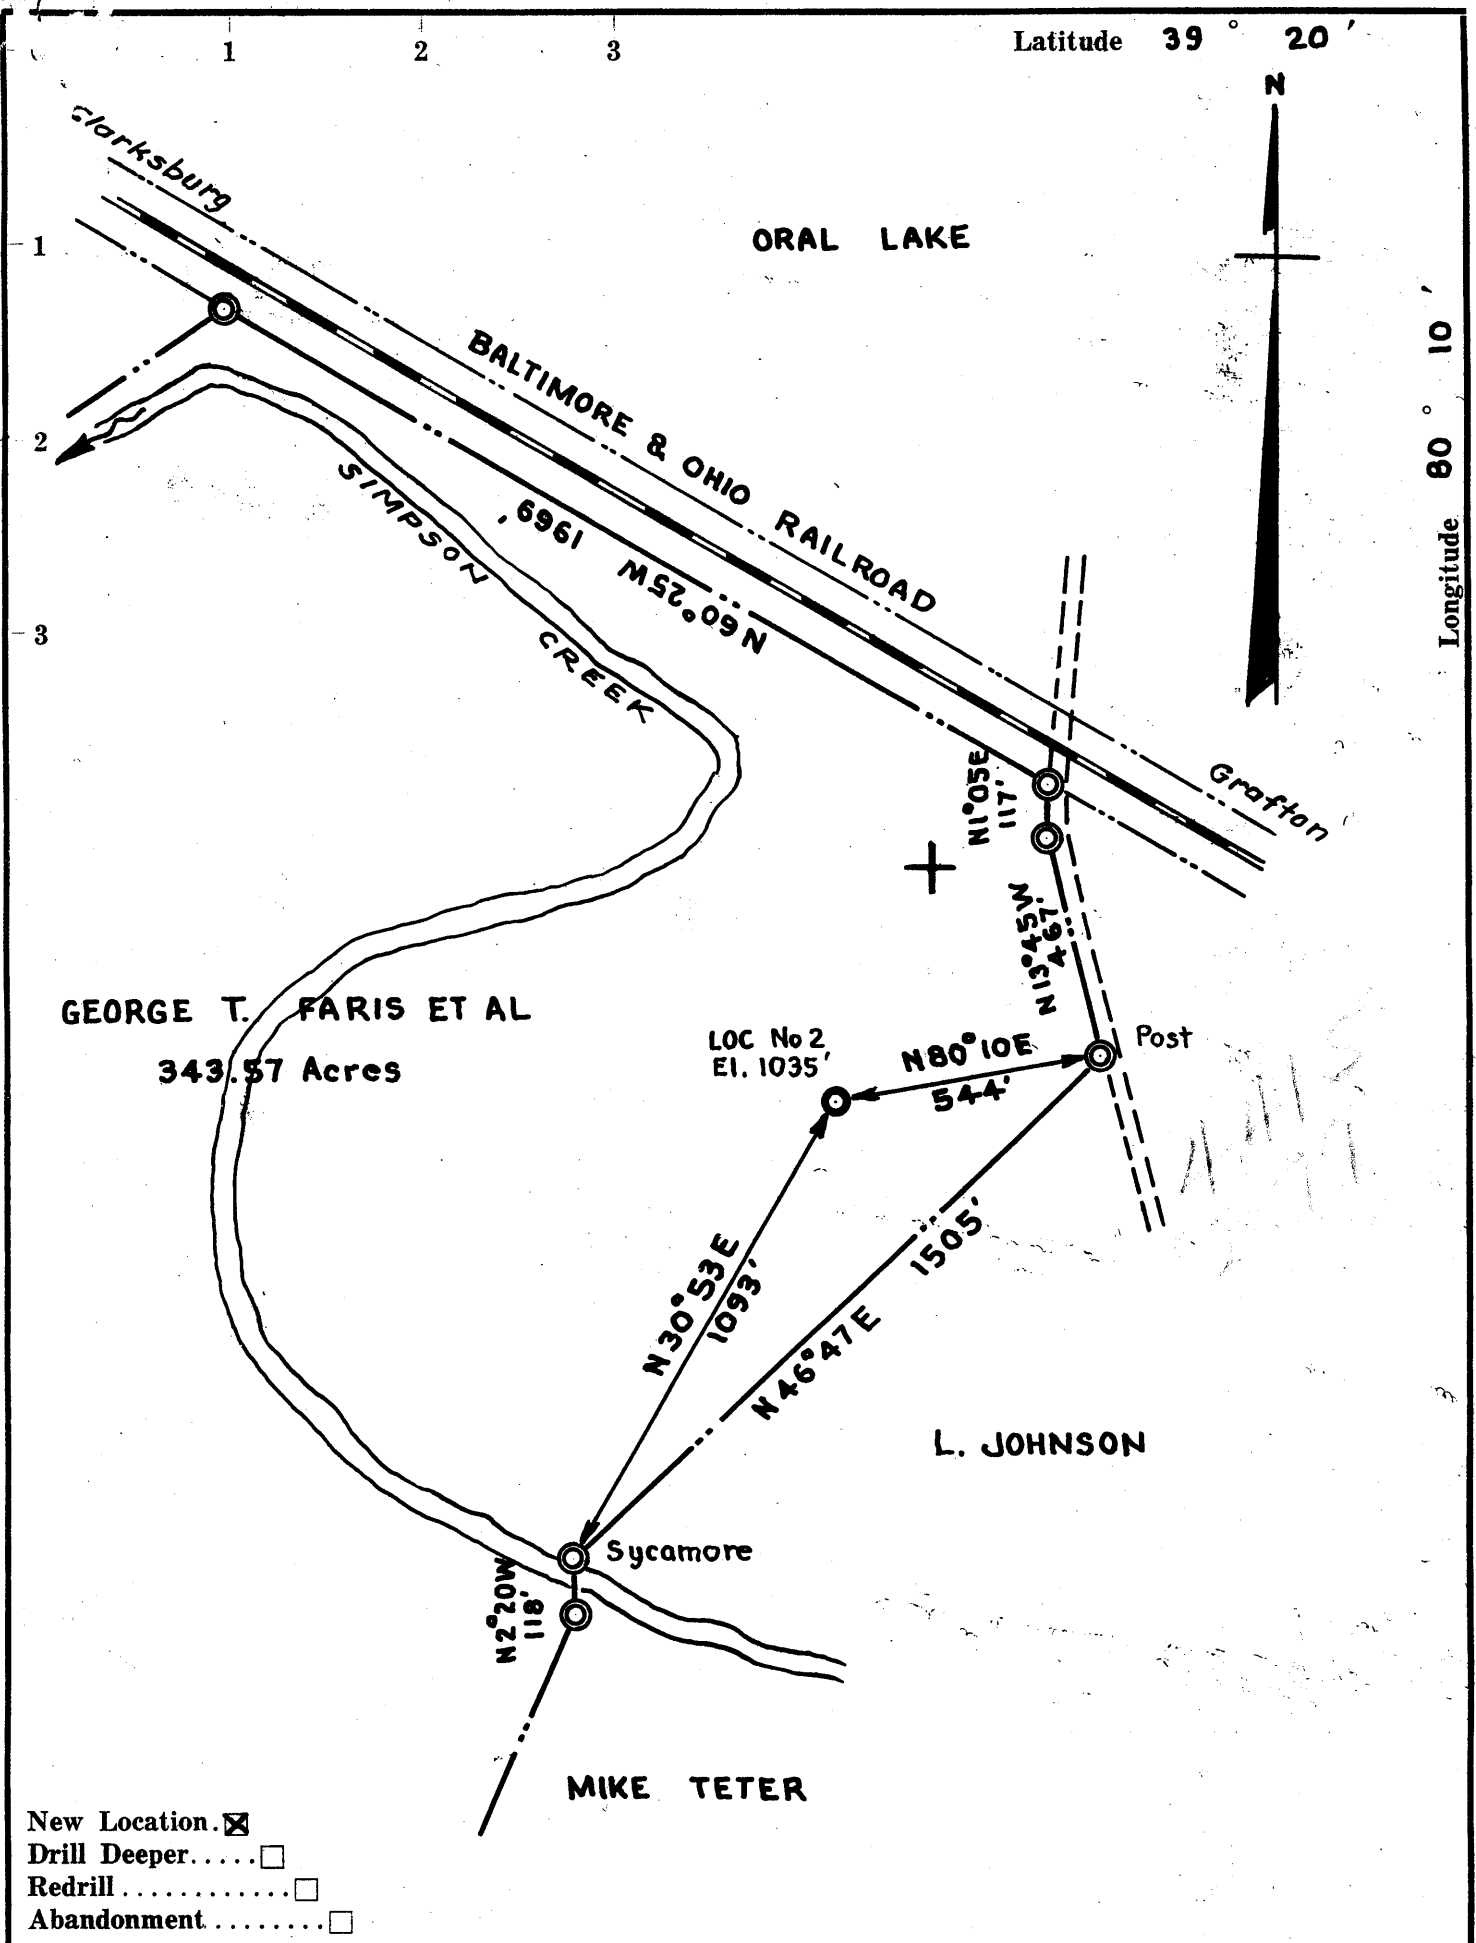 Latitude 39° 20'
1 2 3
N
Clarksburg
ORAL LAKE
1
BALTIMORE & OHIO RAILROAD
Longitude 80° 10'
2
SIMPSON CREEK
N60°25W 1969'
3
Grafton
N1°05E
117'
N13°45W
467'
GEORGE T. FARIS ET AL
343.57 Acres
LOC No 2
El. 1035'
N80°10E
544'
Post
N30°53E
1093'
N46°47E 1505'
L. JOHNSON
Sycamore
N2°20W
118'
MIKE TETER
New Location. ☒
Drill Deeper..... ☐
Redrill ............ ☐
Abandonment ......... ☐